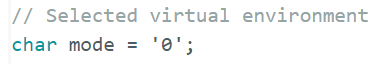 // Selected virtual environment
char mode = '0';